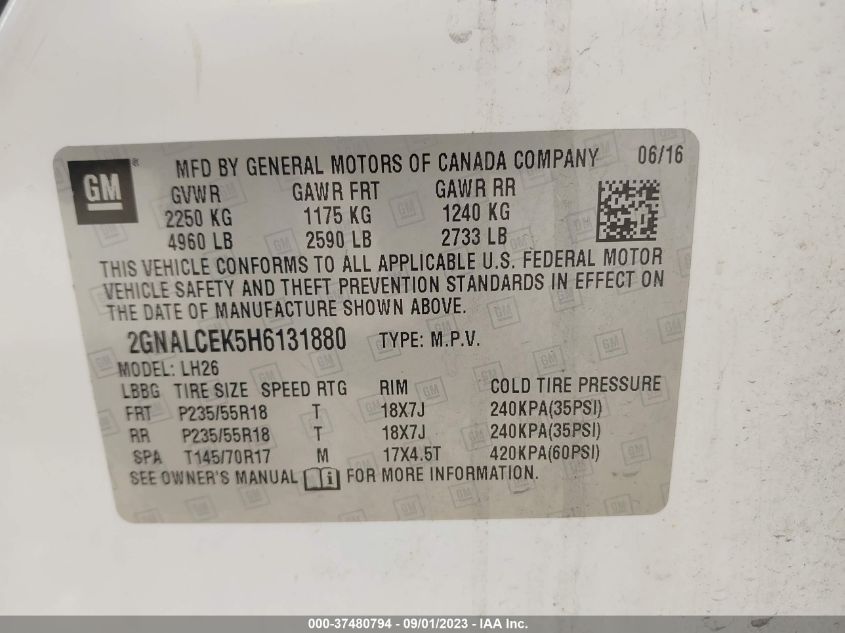 GM ® MFD BY GENERAL MOTORS OF CANADA COMPANY 06/16
GVWR GAWR FRT GAWR RR
2250 KG 1175 KG 1240 KG
4960 LB 2590 LB 2733 LB
THIS VEHICLE CONFORMS TO ALL APPLICABLE U.S. FEDERAL MOTOR
VEHICLE SAFETY AND THEFT PREVENTION STANDARDS IN EFFECT ON
THE DATE OF MANUFACTURE SHOWN ABOVE.
2GNALCEK5H6131880 TYPE: M.P.V.
MODEL: LH26
LBBG TIRE SIZE SPEED RTG RIM COLD TIRE PRESSURE
FRT P235/55R18 T 18X7J 240KPA(35PSI)
RR P235/55R18 T 18X7J 240KPA(35PSI)
SPA T145/70R17 M 17X4.5T 420KPA(60PSI)
SEE OWNER'S MANUAL FOR MORE INFORMATION.
000-37480794 - 09/01/2023 - IAA Inc.